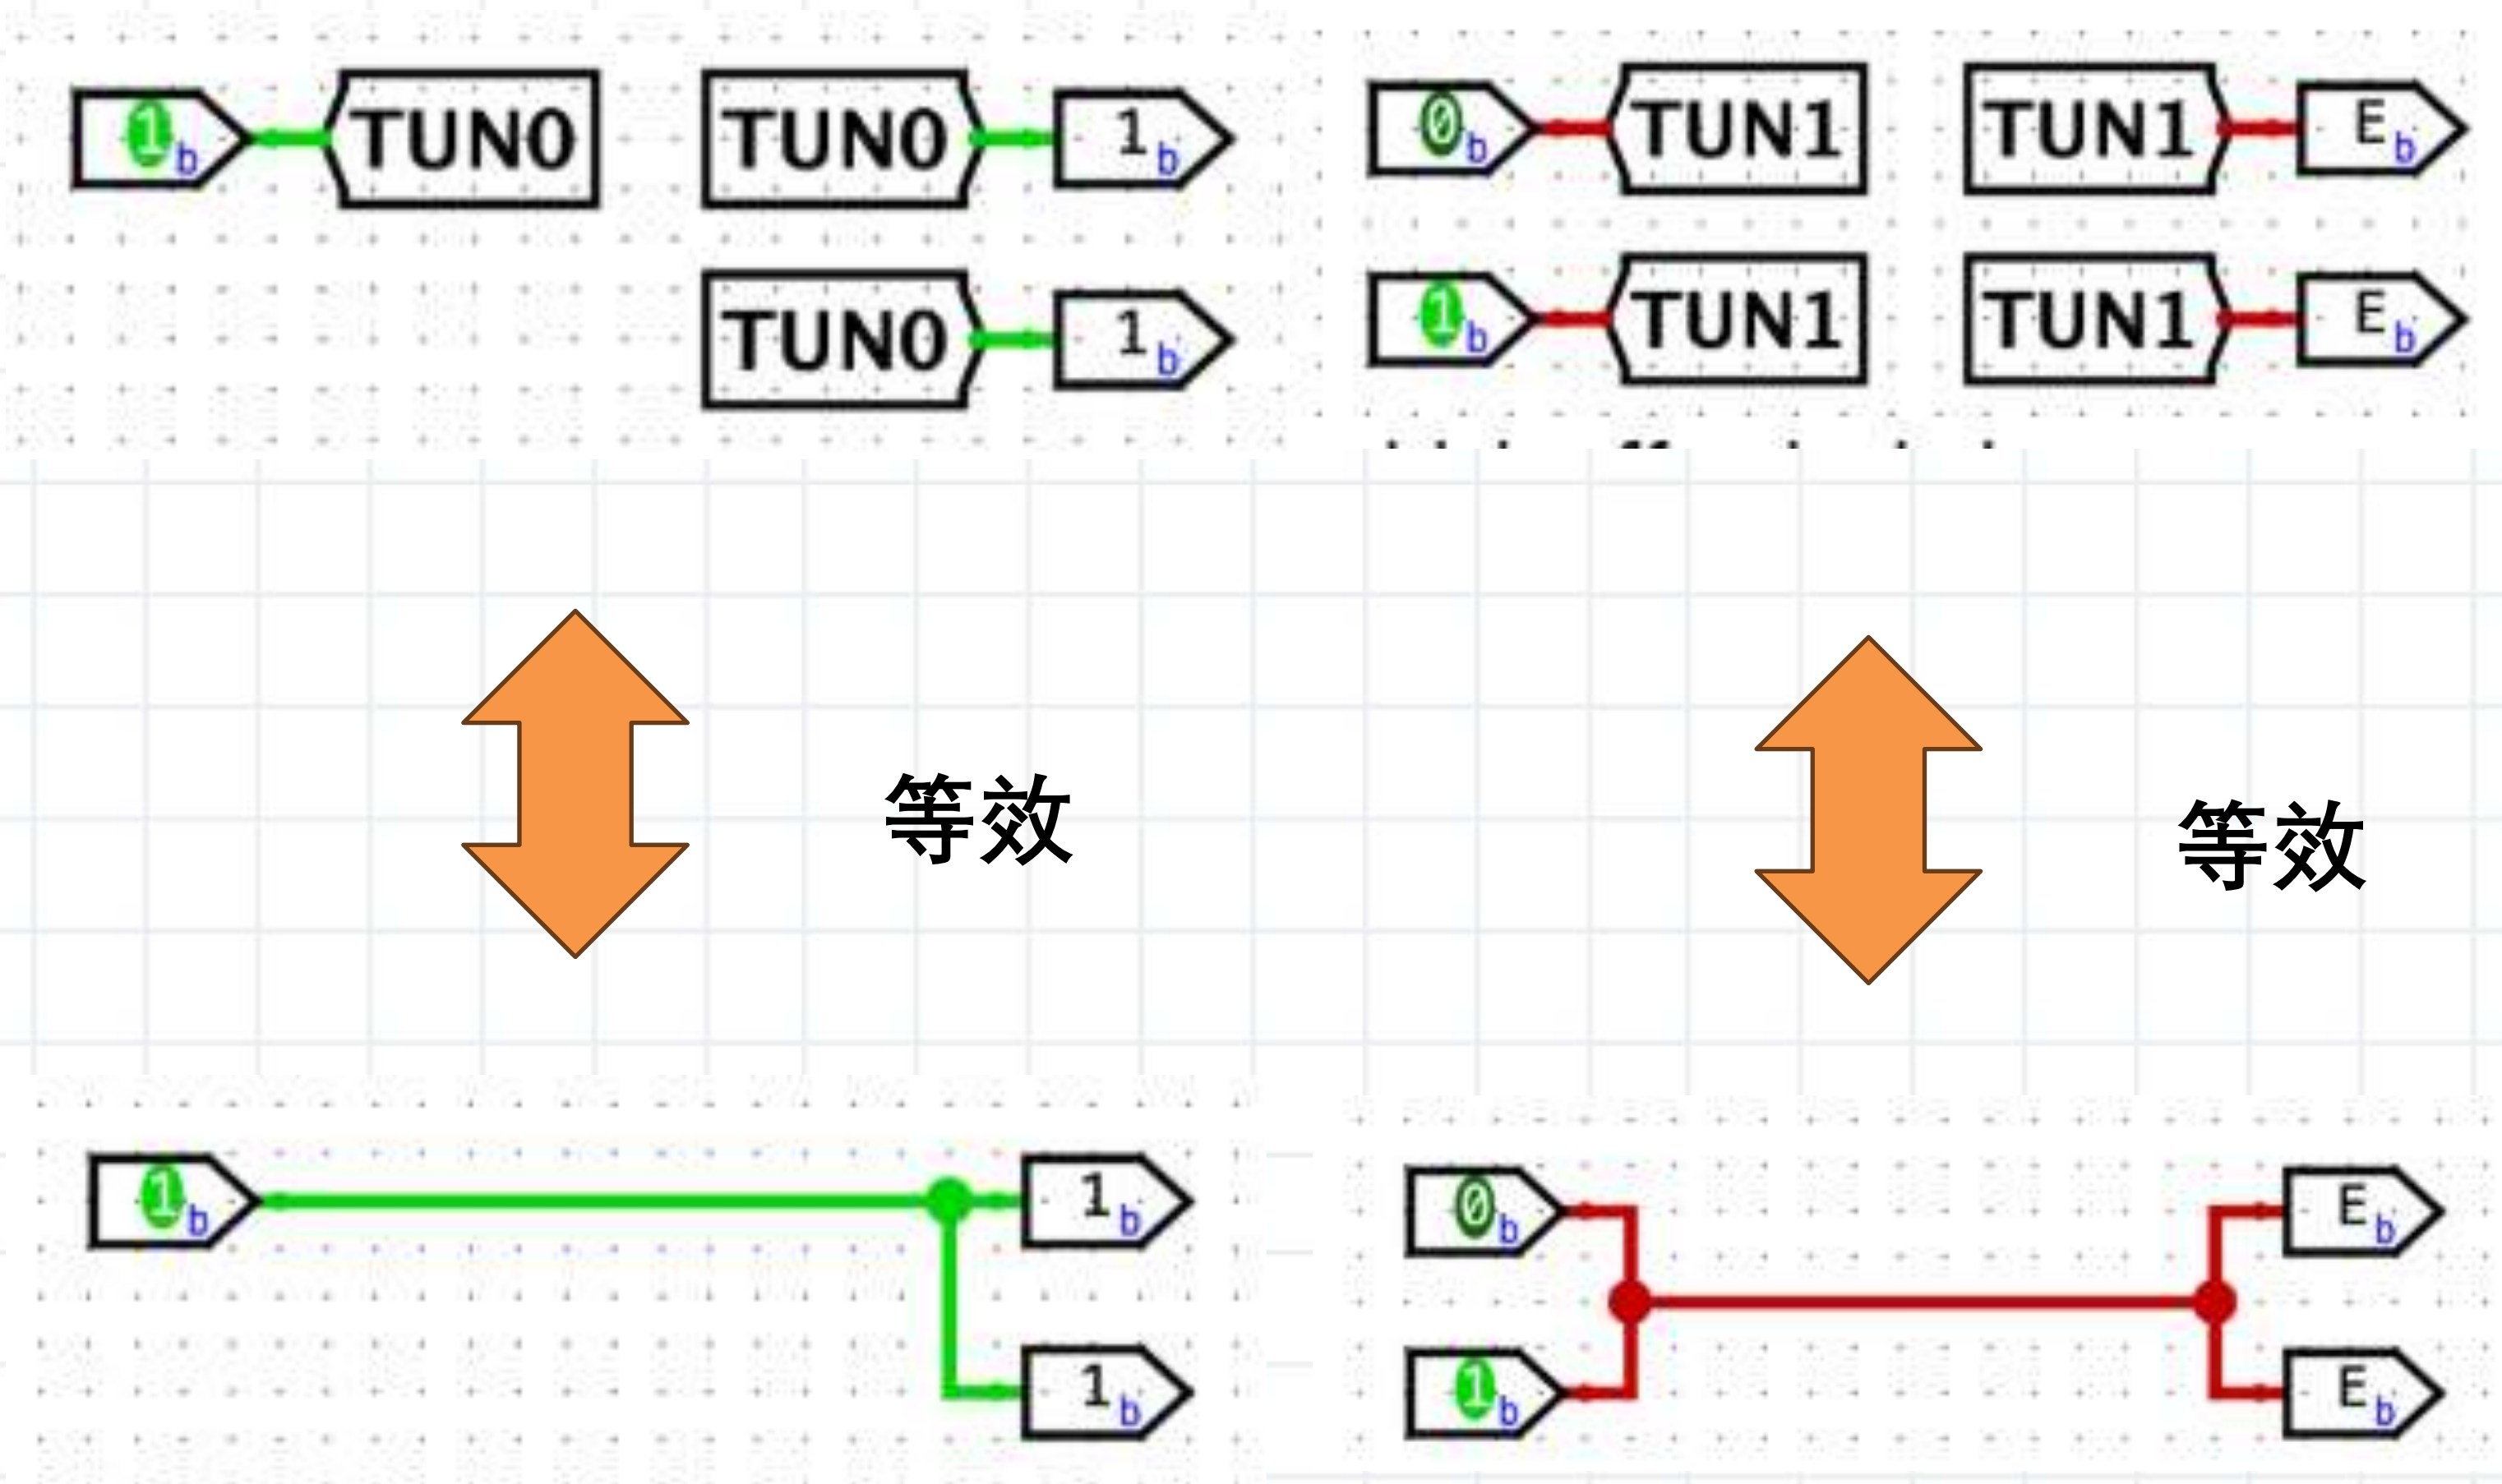 1b TUN0 TUN0 1b
TUN0 1b
0b TUN1 TUN1 Eb
1b TUN1 TUN1 Eb
等效
等效
1b 1b
1b
0b Eb
1b Eb